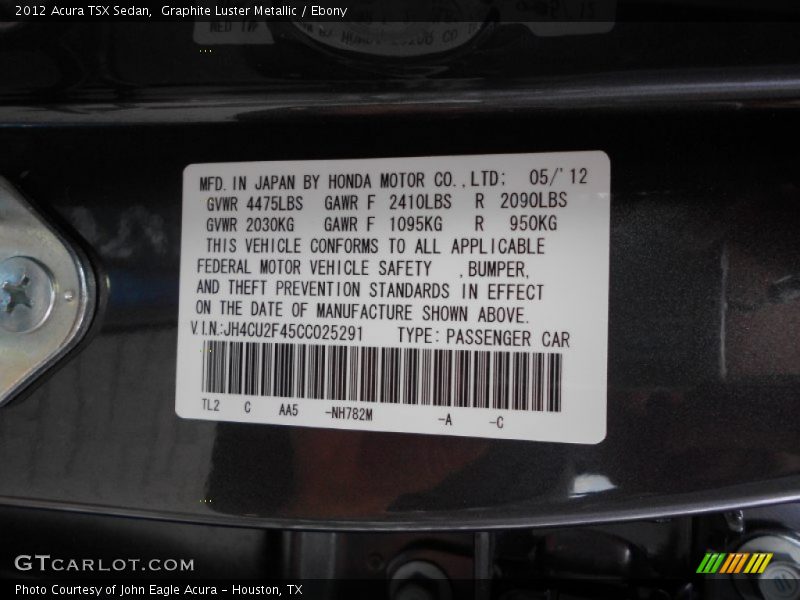 2012 Acura TSX Sedan,  Graphite Luster Metallic / Ebony
MFD. IN JAPAN BY HONDA MOTOR CO., LTD; 05/'12
GVWR 4475LBS GAWR F 2410LBS R 2090LBS
GVWR 2030KG GAWR F 1095KG R 950KG
THIS VEHICLE CONFORMS TO ALL APPLICABLE
FEDERAL MOTOR VEHICLE SAFETY ,BUMPER,
AND THEFT PREVENTION STANDARDS IN EFFECT
ON THE DATE OF MANUFACTURE SHOWN ABOVE.
V.I.N.:JH4CU2F45CC025291 TYPE: PASSENGER CAR
TL2 C AA5 -NH782M -A -C
GTCARLOT.COM
Photo Courtesy of John Eagle Acura - Houston, TX